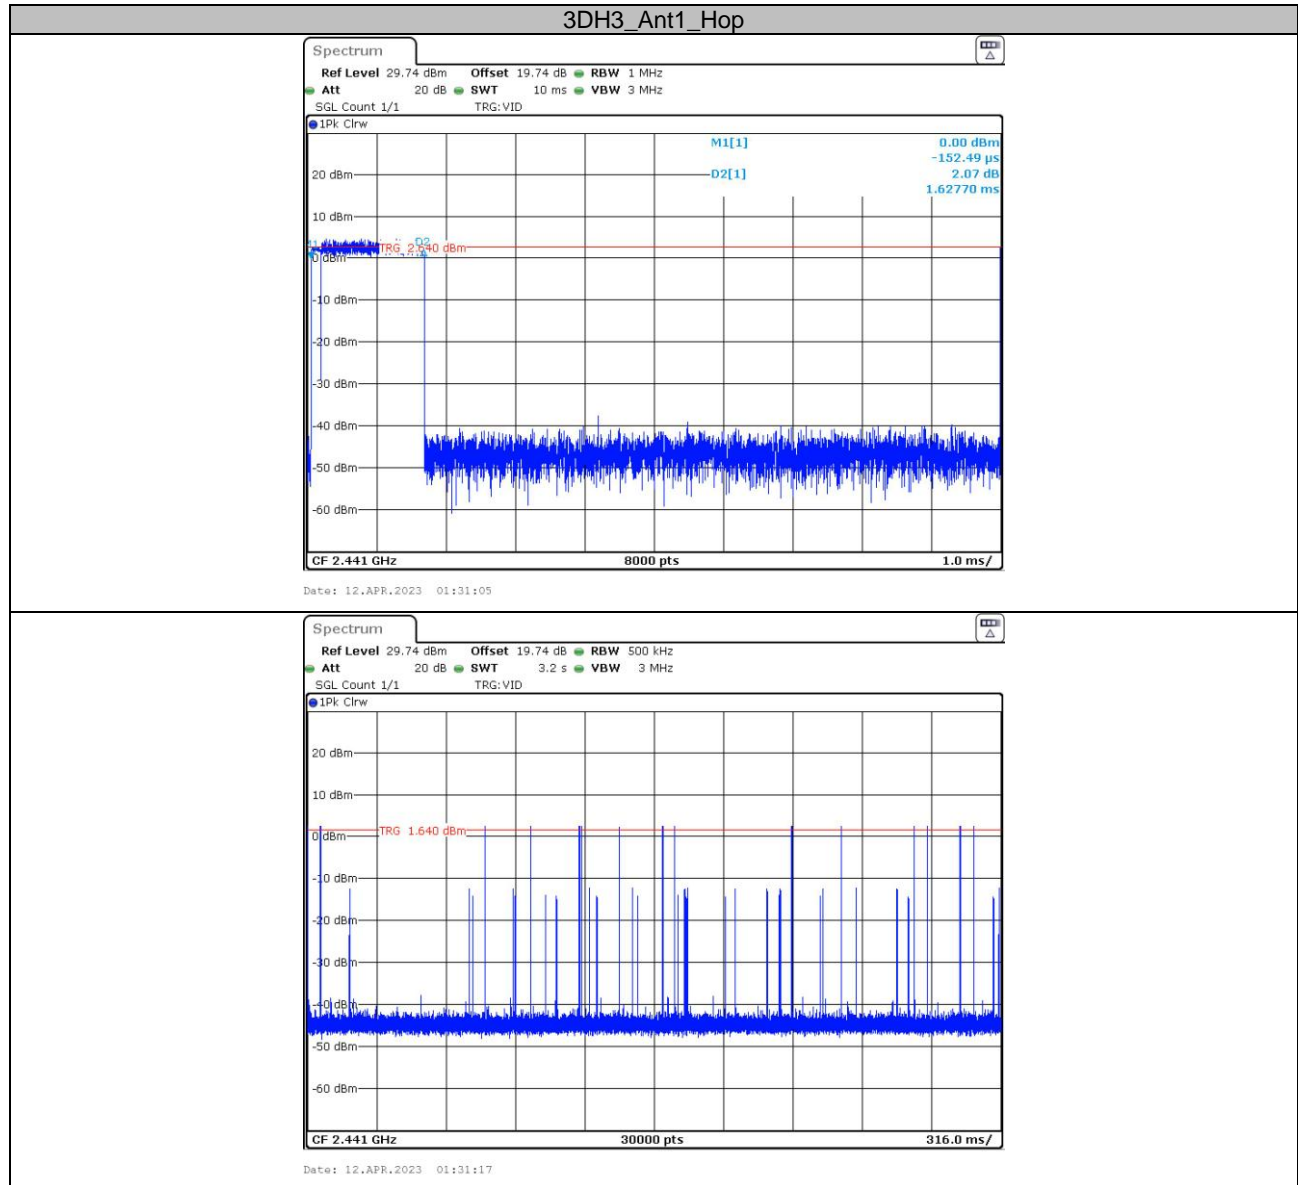 3DH3_Ant1_Hop
Spectrum
Ref Level 29.74 dBm Offset 19.74 dB RBW 1 MHz
Att 20 dB SWT 10 ms VBW 3 MHz
SGL Count 1/1 TRG:VID
1Pk Clrw
M1[1] 0.00 dBm
-152.49 µs
20 dBm D2[1] 2.07 dB
1.62770 ms
10 dBm
D2
TRG 2.640 dBm
0 dBm
-10 dBm
-20 dBm
-30 dBm
-40 dBm
-50 dBm
-60 dBm
CF 2.441 GHz 8000 pts 1.0 ms/
Date: 12.APR.2023 01:31:05
Spectrum
Ref Level 29.74 dBm Offset 19.74 dB RBW 500 kHz
Att 20 dB SWT 3.2 s VBW 3 MHz
SGL Count 1/1 TRG:VID
1Pk Clrw
20 dBm
10 dBm
TRG 1.640 dBm
0 dBm
-10 dBm
-20 dBm
-30 dBm
-40 dBm
-50 dBm
-60 dBm
CF 2.441 GHz 30000 pts 316.0 ms/
Date: 12.APR.2023 01:31:17